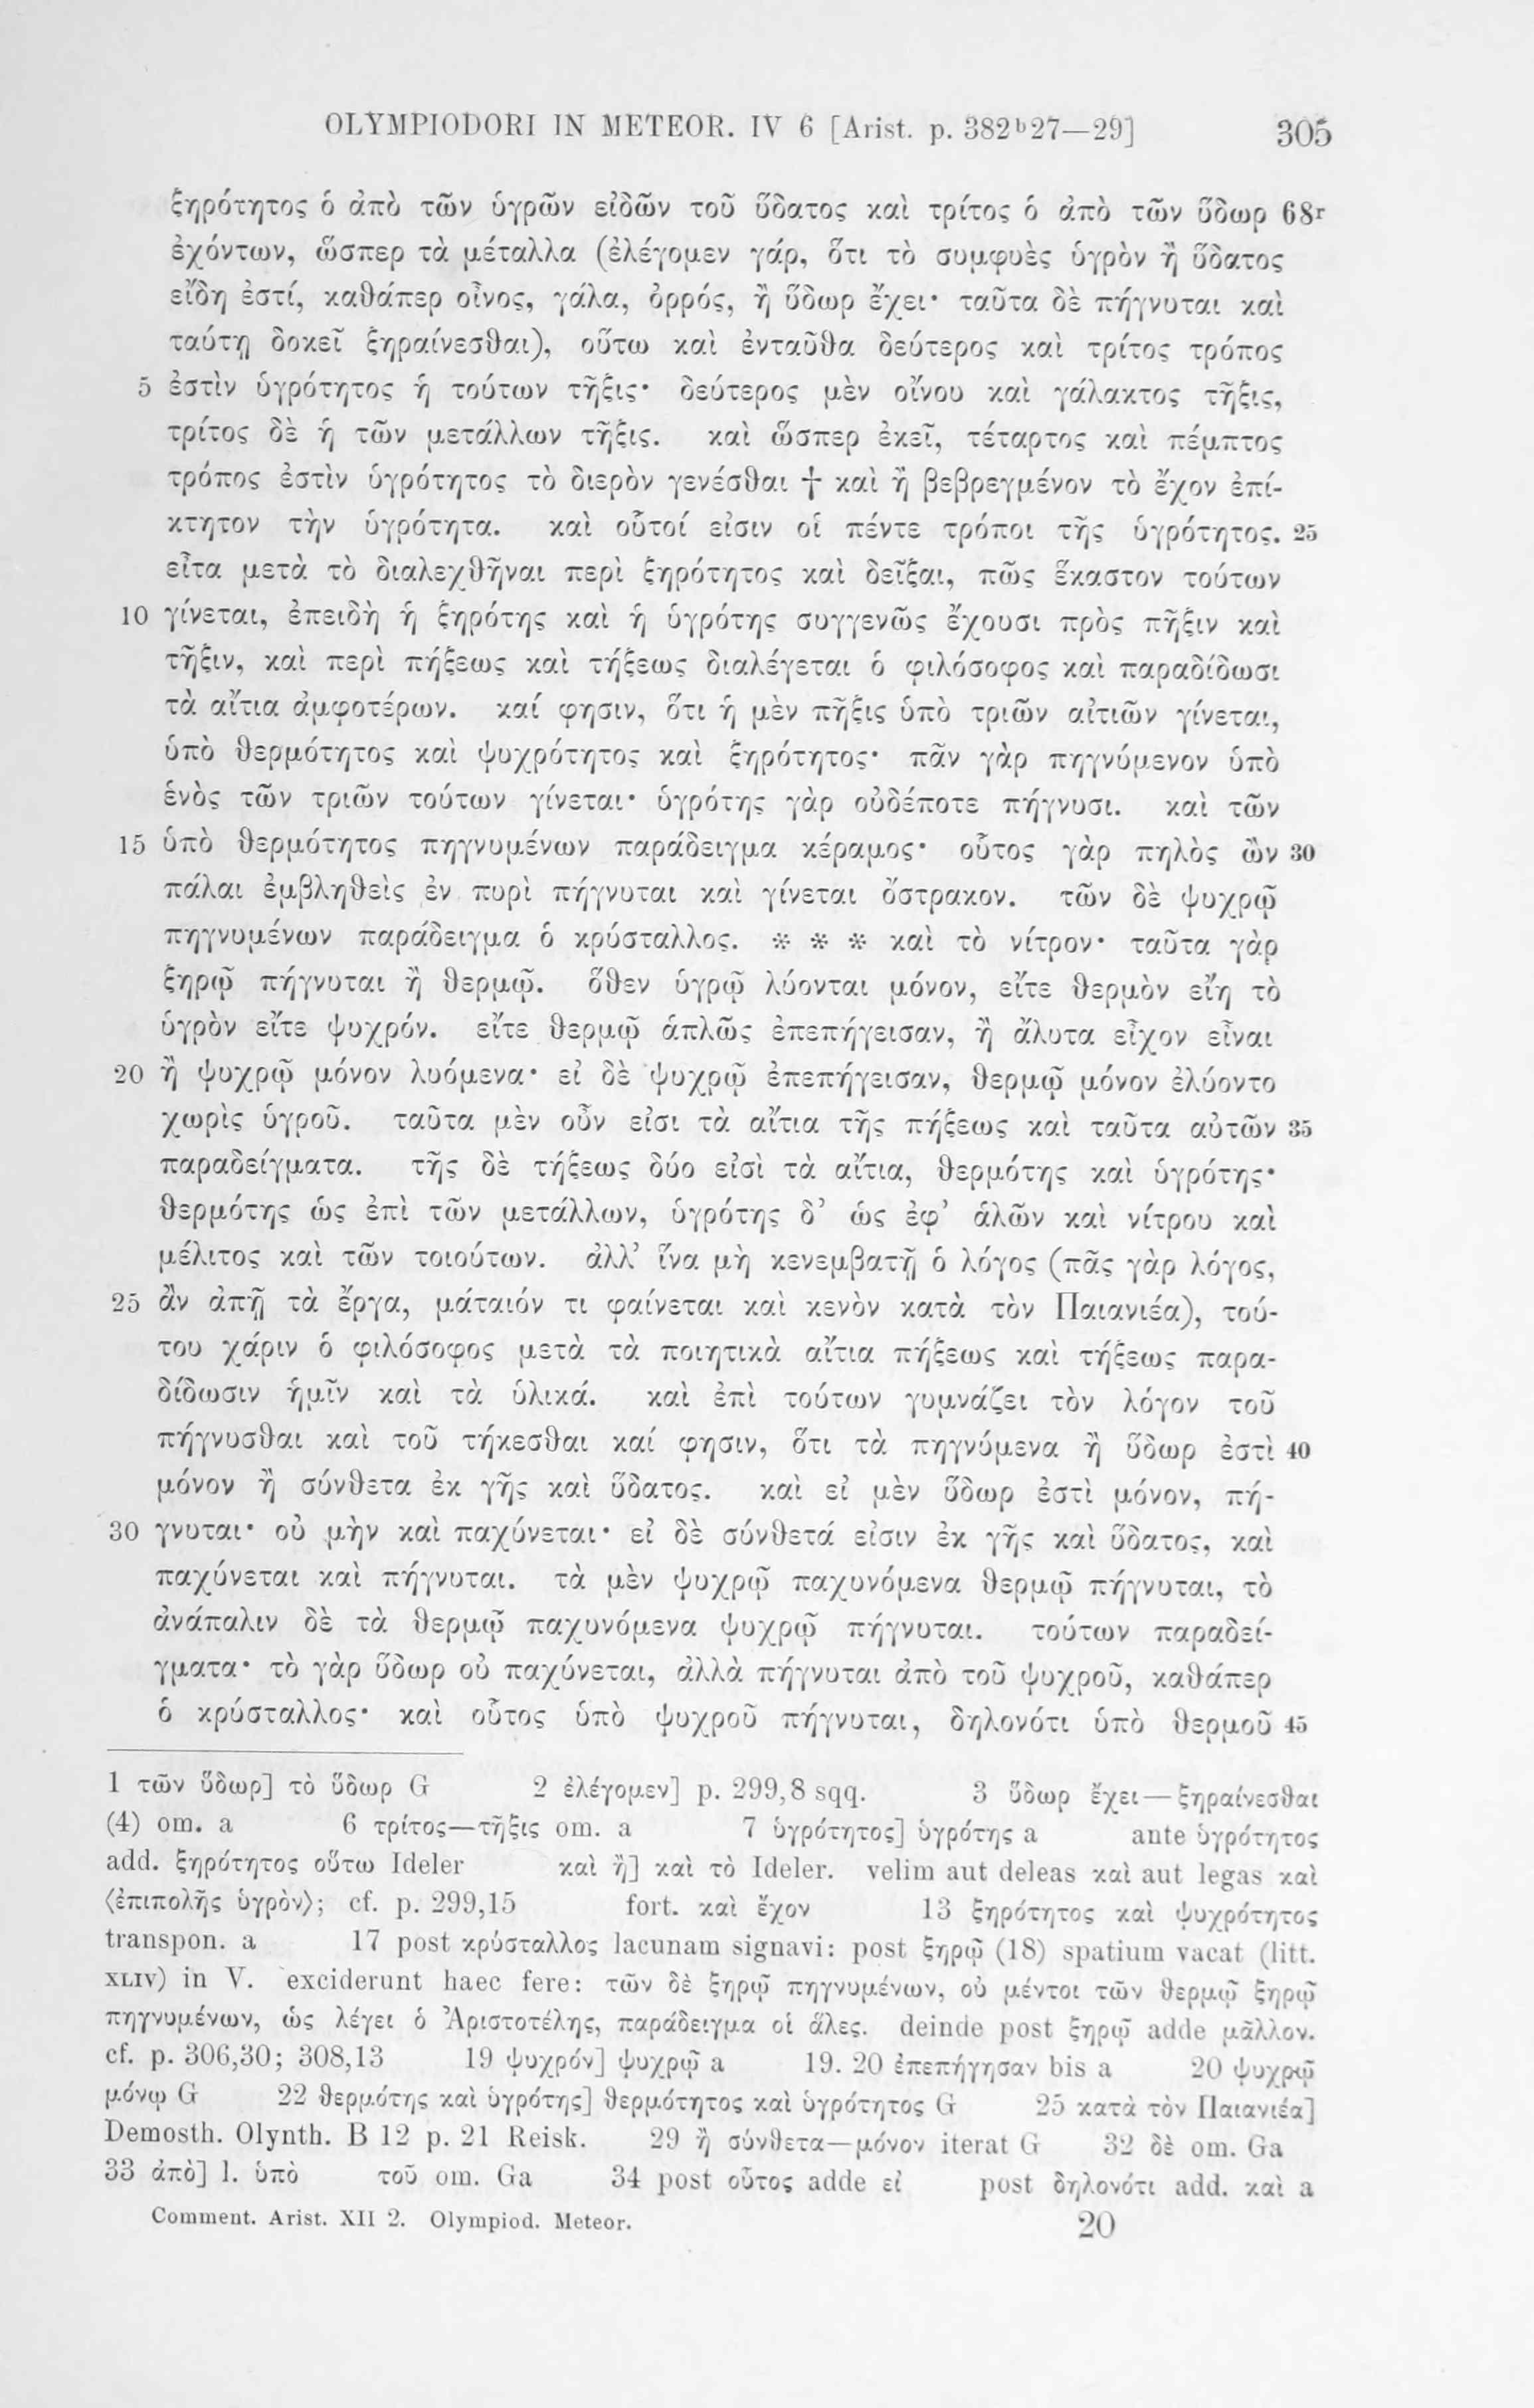 OLYMPIODORI IN METEOR. IV 6 [Arist. p. 382ᵇ27—29] 305
ξηρότητος ὁ ἀπὸ τῶν ὑγρῶν εἰδῶν τοῦ ὕδατος καὶ τρίτος ὁ ἀπὸ τῶν ὕδωρ 68ʳ
ἐχόντων, ὥσπερ τὰ μέταλλα (ἐλέγομεν γάρ, ὅτι τὸ συμφυὲς ὑγρὸν ἢ ὕδατος
εἴδη ἐστί, καθάπερ οἶνος, γάλα, ὀρρός, ἢ ὕδωρ ἔχει· ταῦτα δὲ πήγνυται καὶ
ταύτῃ δοκεῖ ξηραίνεσθαι), οὕτω καὶ ἐνταῦθα δεύτερος καὶ τρίτος τρόπος
5 ἐστὶν ὑγρότητος ἡ τούτων τῆξις· δεύτερος μὲν οἴνου καὶ γάλακτος τῆξις,
τρίτος δὲ ἡ τῶν μετάλλων τῆξις. καὶ ὥσπερ ἐκεῖ, τέταρτος καὶ πέμπτος
τρόπος ἐστὶν ὑγρότητος τὸ διερὸν γενέσθαι † καὶ ἢ βεβρεγμένον τὸ ἔχον ἐπί-
κτητον τὴν ὑγρότητα. καὶ οὗτοί εἰσιν οἱ πέντε τρόποι τῆς ὑγρότητος. 25
εἶτα μετὰ τὸ διαλεχθῆναι περὶ ξηρότητος καὶ δεῖξαι, πῶς ἕκαστον τούτων
10 γίνεται, ἐπειδὴ ἡ ξηρότης καὶ ἡ ὑγρότης συγγενῶς ἔχουσι πρὸς πῆξιν καὶ
τῆξιν, καὶ περὶ πήξεως καὶ τήξεως διαλέγεται ὁ φιλόσοφος καὶ παραδίδωσι
τὰ αἴτια ἀμφοτέρων. καί φησιν, ὅτι ἡ μὲν πῆξις ὑπὸ τριῶν αἰτιῶν γίνεται,
ὑπὸ θερμότητος καὶ ψυχρότητος καὶ ξηρότητος· πᾶν γὰρ πηγνύμενον ὑπὸ
ἑνὸς τῶν τριῶν τούτων γίνεται· ὑγρότης γὰρ οὐδέποτε πήγνυσι. καὶ τῶν
15 ὑπὸ θερμότητος πηγνυμένων παράδειγμα κέραμος· οὗτος γὰρ πηλὸς ὢν 30
πάλαι ἐμβληθεὶς ἐν πυρὶ πήγνυται καὶ γίνεται ὄστρακον. τῶν δὲ ψυχρῷ
πηγνυμένων παράδειγμα ὁ κρύσταλλος. * * * καὶ τὸ νίτρον· ταῦτα γὰρ
ξηρῷ πήγνυται ἢ θερμῷ. ὅθεν ὑγρῷ λύονται μόνον, εἴτε θερμὸν εἴη τὸ
ὑγρὸν εἴτε ψυχρόν. εἴτε θερμῷ ἁπλῶς ἐπεπήγεισαν, ἢ ἄλυτα εἶχον εἶναι
20 ἢ ψυχρῷ μόνον λυόμενα· εἰ δὲ ψυχρῷ ἐπεπήγεισαν, θερμῷ μόνον ἐλύοντο
χωρὶς ὑγροῦ. ταῦτα μὲν οὖν εἰσι τὰ αἴτια τῆς πήξεως καὶ ταῦτα αὐτῶν 35
παραδείγματα. τῆς δὲ τήξεως δύο εἰσὶ τὰ αἴτια, θερμότης καὶ ὑγρότης·
θερμότης ὡς ἐπὶ τῶν μετάλλων, ὑγρότης δ’ ὡς ἐφ’ ἁλῶν καὶ νίτρου καὶ
μέλιτος καὶ τῶν τοιούτων. ἀλλ’ ἵνα μὴ κενεμβατῇ ὁ λόγος (πᾶς γὰρ λόγος,
25 ἂν ἀπῇ τὰ ἔργα, μάταιόν τι φαίνεται καὶ κενὸν κατὰ τὸν Παιανιέα), τού-
του χάριν ὁ φιλόσοφος μετὰ τὰ ποιητικὰ αἴτια πήξεως καὶ τήξεως παρα-
δίδωσιν ἡμῖν καὶ τὰ ὑλικά. καὶ ἐπὶ τούτων γυμνάζει τὸν λόγον τοῦ
πήγνυσθαι καὶ τοῦ τήκεσθαι καί φησιν, ὅτι τὰ πηγνύμενα ἢ ὕδωρ ἐστὶ 40
μόνον ἢ σύνθετα ἐκ γῆς καὶ ὕδατος. καὶ εἰ μὲν ὕδωρ ἐστὶ μόνον, πή-
30 γνυται· οὐ μὴν καὶ παχύνεται· εἰ δὲ σύνθετά εἰσιν ἐκ γῆς καὶ ὕδατος, καὶ
παχύνεται καὶ πήγνυται. τὰ μὲν ψυχρῷ παχυνόμενα θερμῷ πήγνυται, τὸ
ἀνάπαλιν δὲ τὰ θερμῷ παχυνόμενα ψυχρῷ πήγνυται. τούτων παραδεί-
γματα· τὸ γὰρ ὕδωρ οὐ παχύνεται, ἀλλὰ πήγνυται ἀπὸ τοῦ ψυχροῦ, καθάπερ
ὁ κρύσταλλος· καὶ οὗτος ὑπὸ ψυχροῦ πήγνυται, δηλονότι ὑπὸ θερμοῦ 45
1 τῶν ὕδωρ] τὸ ὕδωρ G 2 ἐλέγομεν] p. 299,8 sqq. 3 ὕδωρ ἔχει—ξηραίνεσθαι
(4) om. a 6 τρίτος—τῆξις om. a 7 ὑγρότητος] ὑγρότης a ante ὑγρότητος
add. ξηρότητος οὕτω Ideler καὶ ἢ] καὶ τὸ Ideler. velim aut deleas καὶ aut legas καὶ
⟨ἐπιπολῆς ὑγρὸν⟩; cf. p. 299,15 fort. καὶ ἔχον 13 ξηρότητος καὶ ψυχρότητος
transpon. a 17 post κρύσταλλος lacunam signavi: post ξηρῷ (18) spatium vacat (litt.
XLIV) in V. exciderunt haec fere: τῶν δὲ ξηρῷ πηγνυμένων, οὐ μέντοι τῶν θερμῷ ξηρῷ
πηγνυμένων, ὡς λέγει ὁ Ἀριστοτέλης, παράδειγμα οἱ ἅλες. deinde post ξηρῷ adde μᾶλλον.
cf. p. 306,30; 308,13 19 ψυχρόν] ψυχρῷ a 19. 20 ἐπεπήγησαν bis a 20 ψυχρῷ
μόνῳ G 22 θερμότης καὶ ὑγρότης] θερμότητος καὶ ὑγρότητος G 25 κατὰ τὸν Παιανιέα]
Demosth. Olynth. B 12 p. 21 Reisk. 29 ἢ σύνθετα—μόνον iterat G 32 δὲ om. Ga
33 ἀπὸ] l. ὑπὸ τοῦ om. Ga 34 post οὗτος adde εἰ post δηλονότι add. καὶ a
Comment. Arist. XII 2. Olympiod. Meteor. 20